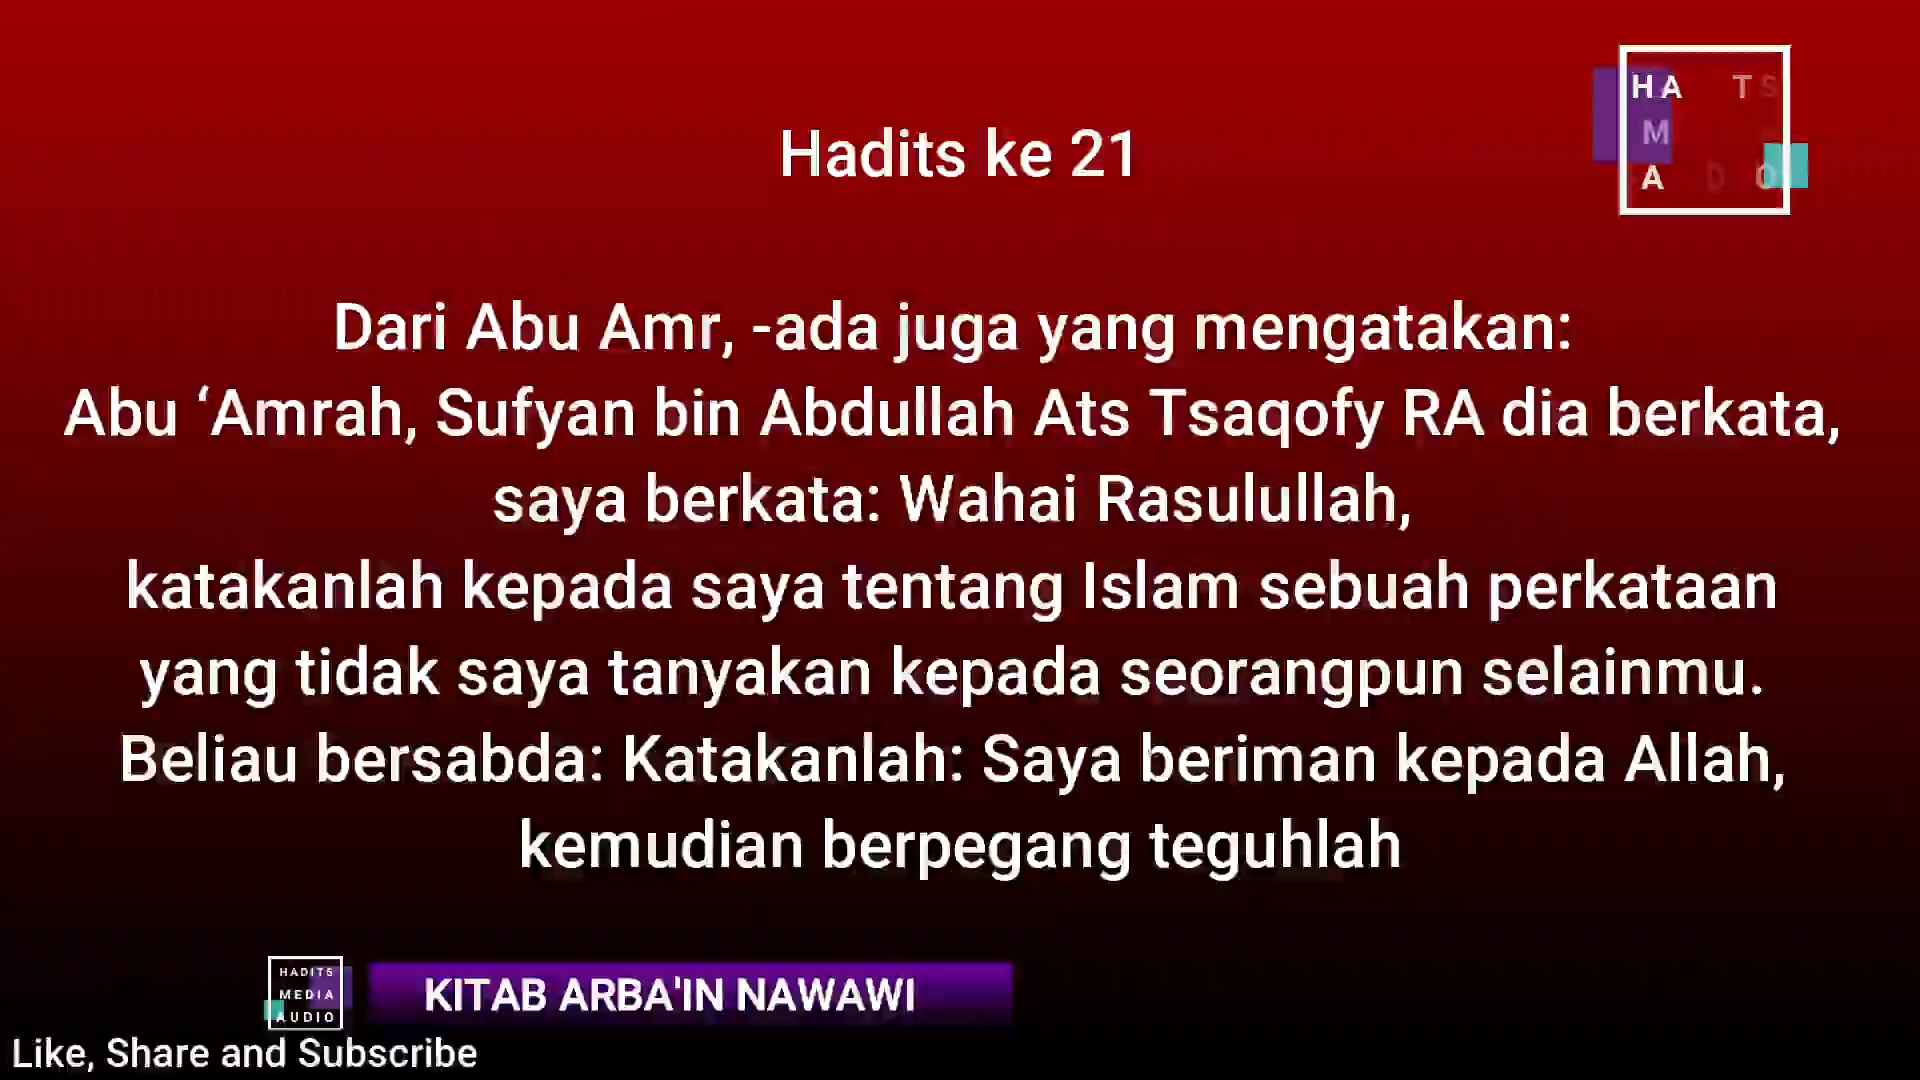 HA TS
M
A D O
Hadits ke 21
Dari Abu Amr, -ada juga yang mengatakan:
Abu ‘Amrah, Sufyan bin Abdullah Ats Tsaqofy RA dia berkata,
saya berkata: Wahai Rasulullah,
katakanlah kepada saya tentang Islam sebuah perkataan
yang tidak saya tanyakan kepada seorangpun selainmu.
Beliau bersabda: Katakanlah: Saya beriman kepada Allah,
kemudian berpegang teguhlah
HADITS
MEDIA
AUDIO
KITAB ARBA'IN NAWAWI
Like, Share and Subscribe